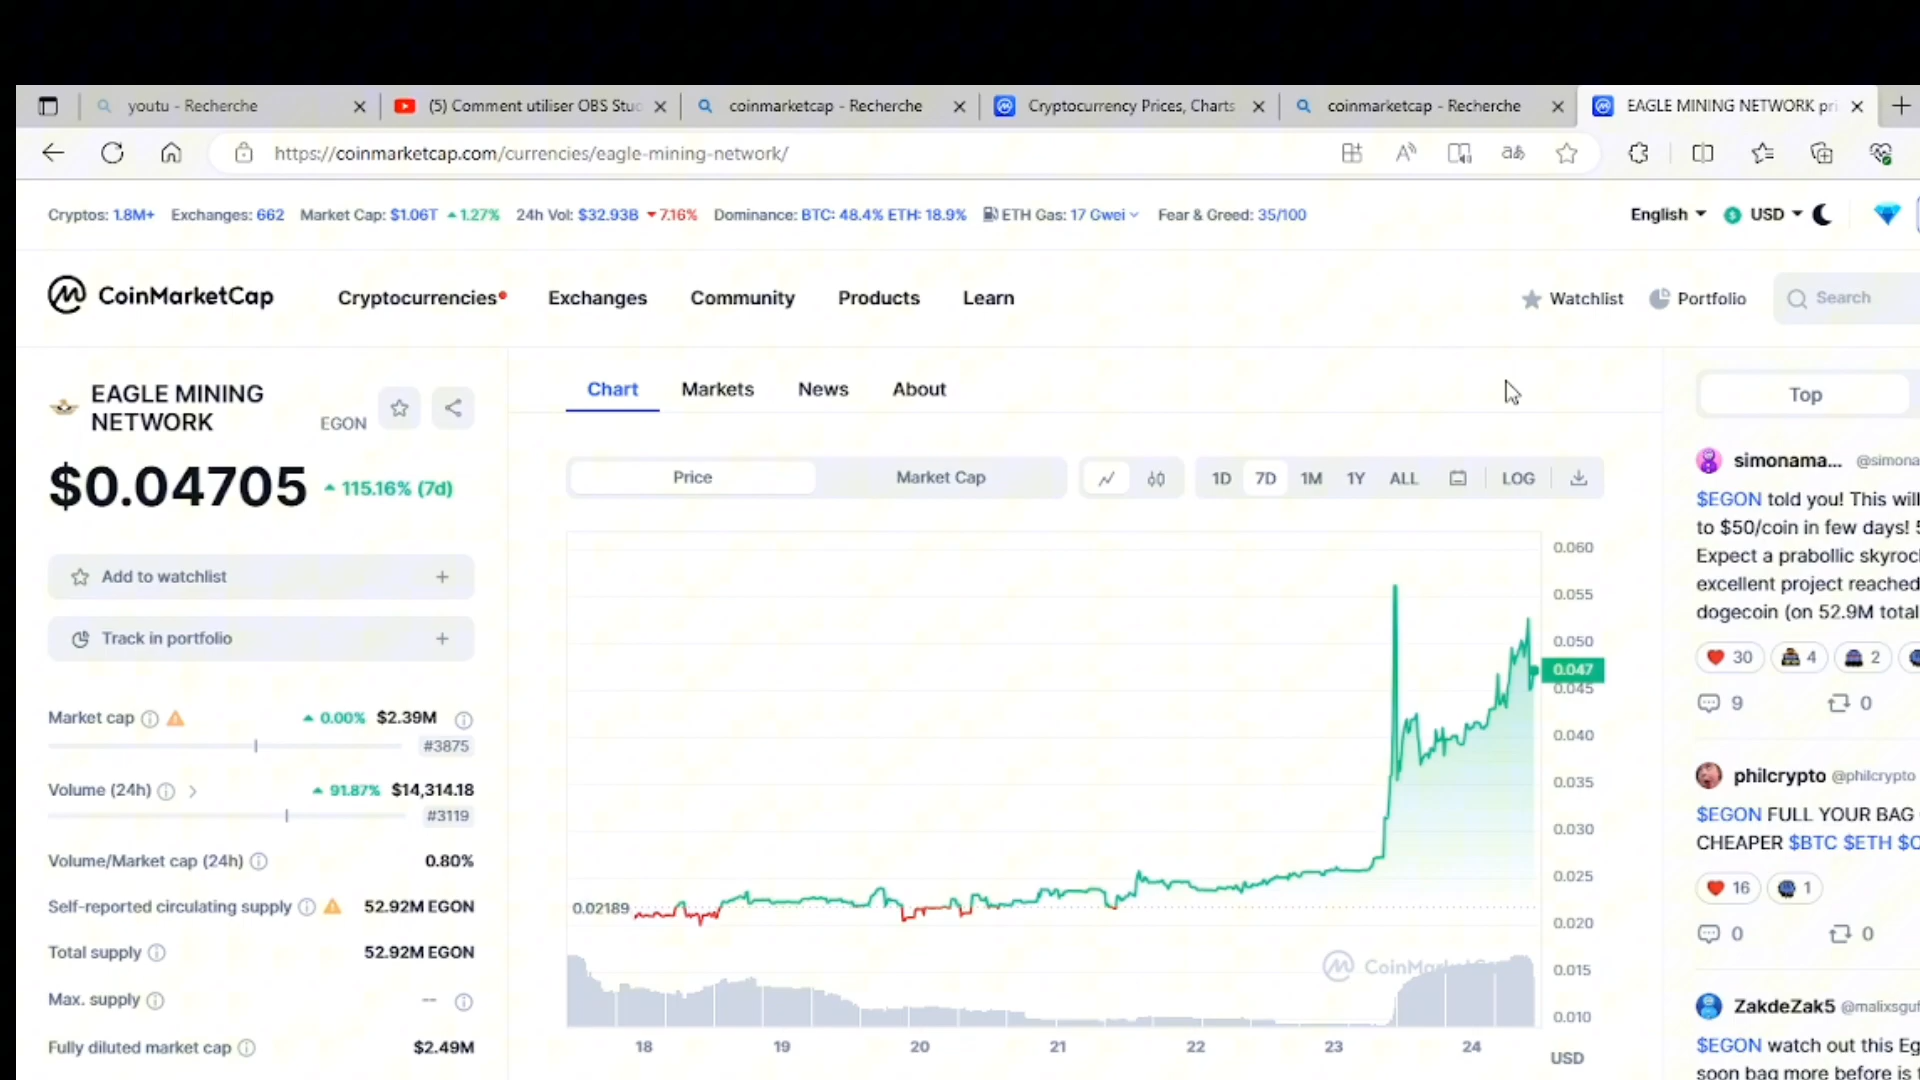 youtu - Recherche
(5) Comment utiliser OBS Stud
coinmarketcap - Recherche
Cryptocurrency Prices, Charts
coinmarketcap - Recherche
EAGLE MINING NETWORK pri
https://coinmarketcap.com/currencies/eagle-mining-network/
Cryptos: 1.8M+ Exchanges: 662 Market Cap: $1.06T 1.27% 24h Vol: $32.93B 7.16% Dominance: BTC: 48.4% ETH: 18.9% ETH Gas: 17 Gwei Fear & Greed: 35/100
English USD
CoinMarketCap
Cryptocurrencies Exchanges Community Products Learn
Watchlist Portfolio Search
EAGLE MINING
NETWORK EGON
$0.04705 115.16% (7d)
Add to watchlist +
Track in portfolio +
Market cap 0.00% $2.39M
#3875
Volume (24h) 91.87% $14,314.18
#3119
Volume/Market cap (24h) 0.80%
Self-reported circulating supply 52.92M EGON
Total supply 52.92M EGON
Max. supply --
Fully diluted market cap $2.49M
Chart Markets News About
Price Market Cap
1D 7D 1M 1Y ALL LOG
0.060
0.055
0.050
0.047
0.045
0.040
0.035
0.030
0.025
0.020
0.015
0.010
0.02189
18 19 20 21 22 23 24
USD
Top
simonama... @simona
$EGON told you! This will
to $50/coin in few days!
Expect a prabollic skyroc
excellent project reached
dogecoin (on 52.9M total
30 4 2
9 0
philcrypto @philcrypto
$EGON FULL YOUR BAG
CHEAPER $BTC $ETH
16 1
0 0
ZakdeZak5 @malixsguf
$EGON watch out this Eg
soon bag more before is